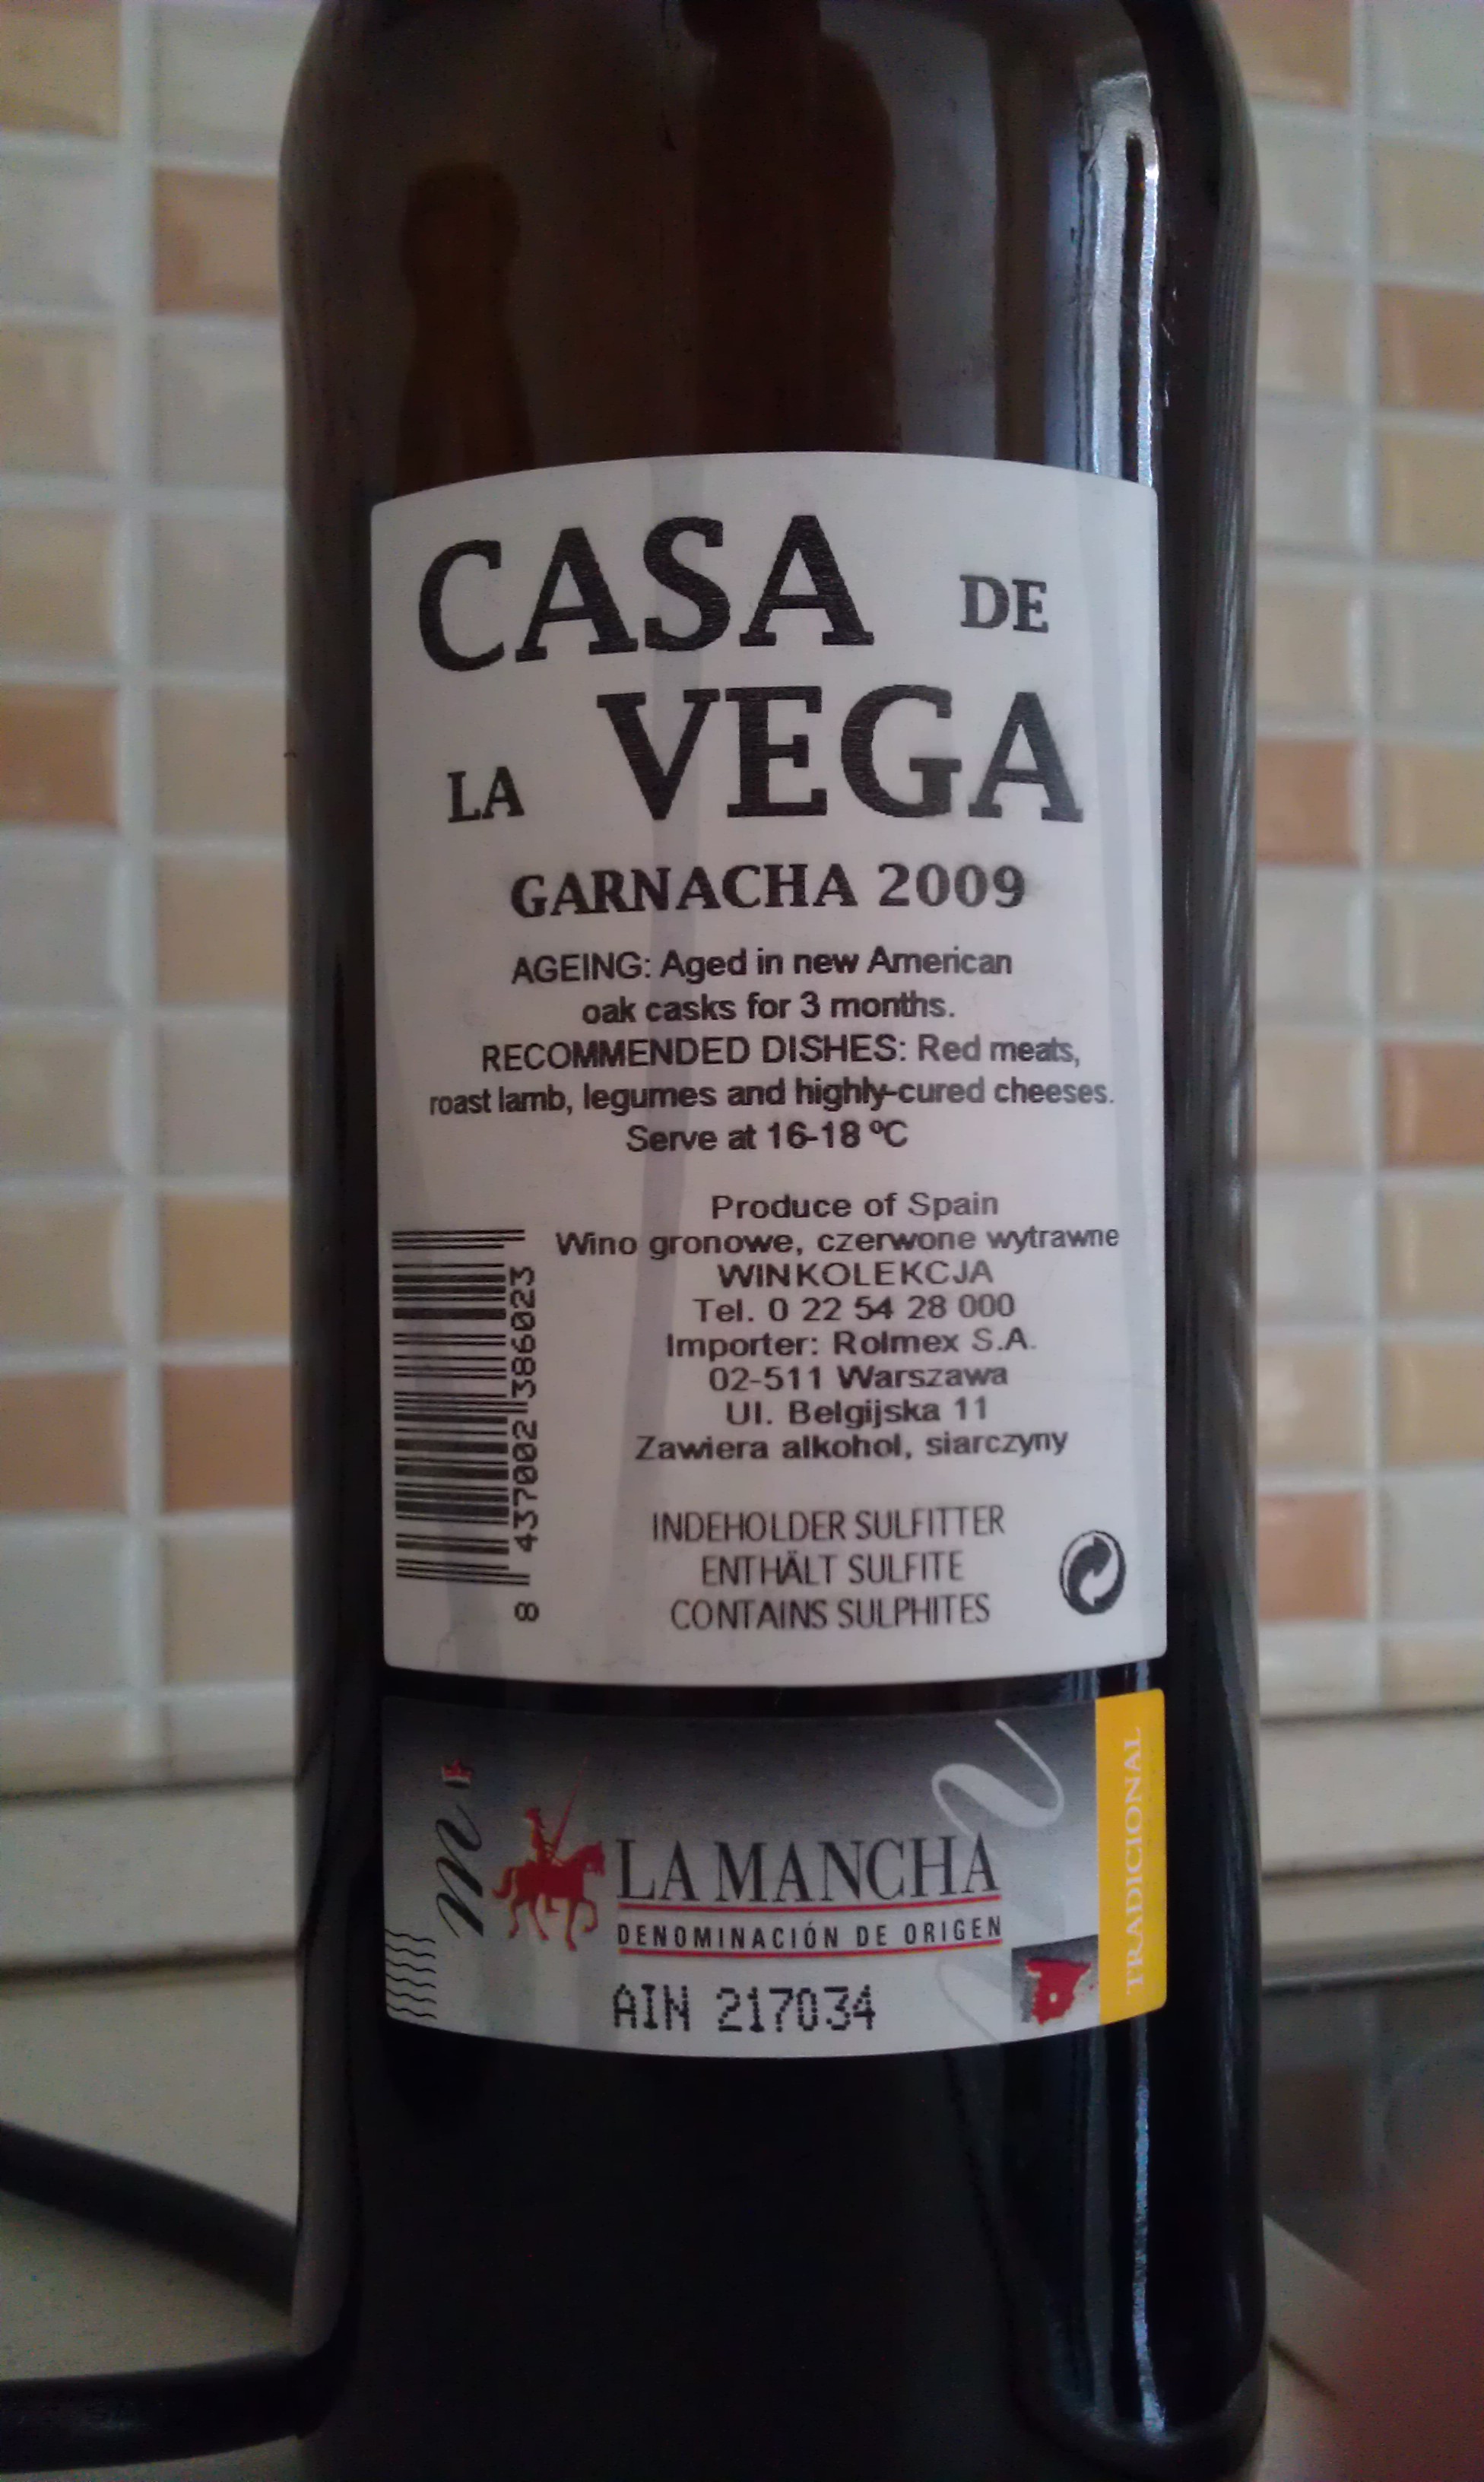 CASA DE
LA VEGA
GARNACHA 2009
AGEING: Aged in new American
oak casks for 3 months.
RECOMMENDED DISHES: Red meats,
roast lamb, legumes and highly-cured cheeses.
Serve at 16-18 ºC
Produce of Spain
Wino gronowe, czerwone wytrawne
WINKOLEKCJA
Tel. 0 22 54 28 000
Importer: Rolmex S.A.
02-511 Warszawa
Ul. Belgijska 11
Zawiera alkohol, siarczyny
8 437002 386023
INDEHOLDER SULFITTER
ENTHÄLT SULFITE
CONTAINS SULPHITES
m
LA MANCHA
DENOMINACIÓN DE ORIGEN
AIN 217034
TRADICIONAL